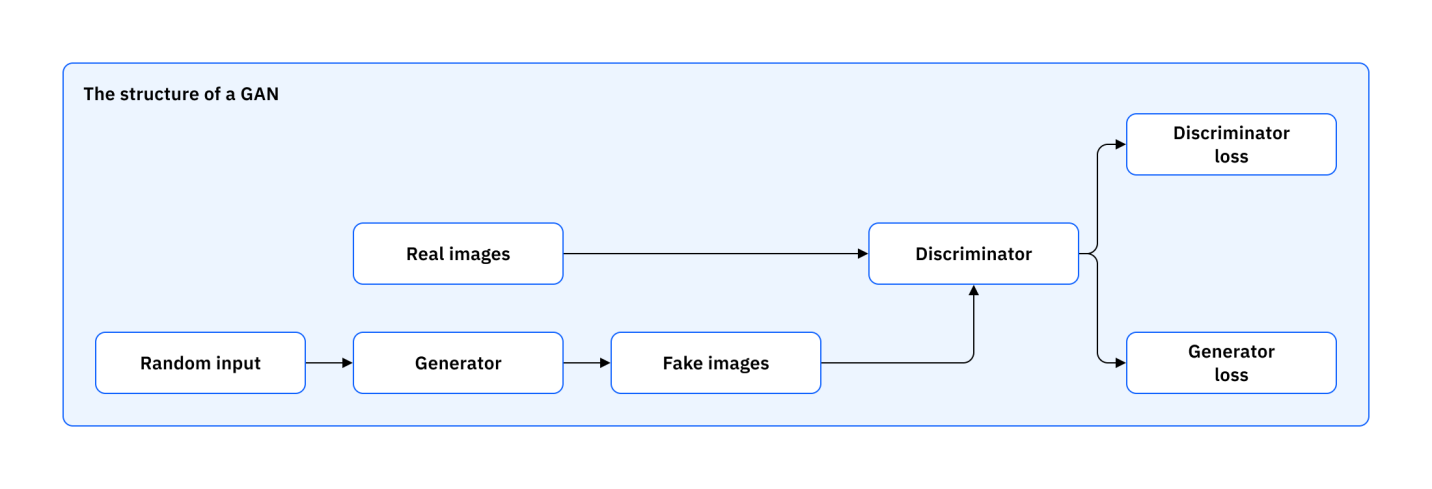 The structure of a GAN
Discriminator
loss
Real images
Discriminator
Random input
Generator
Fake images
Generator
loss